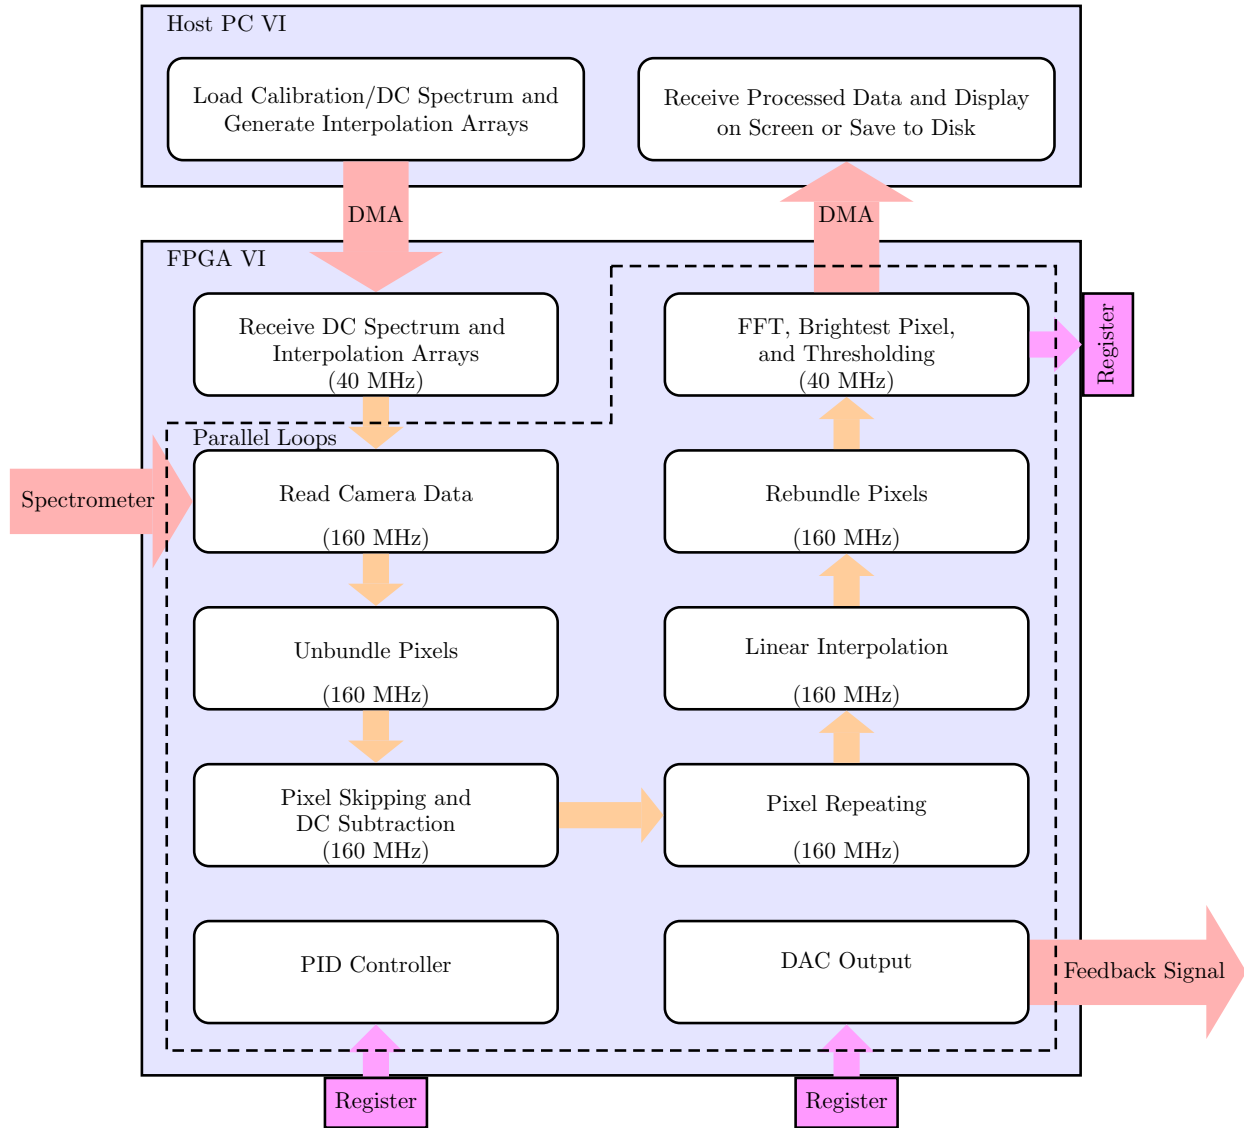 Host PC VI
Load Calibration/DC Spectrum and
Generate Interpolation Arrays
Receive Processed Data and Display
on Screen or Save to Disk
DMA
DMA
FPGA VI
Receive DC Spectrum and
Interpolation Arrays
(40 MHz)
FFT, Brightest Pixel,
and Thresholding
(40 MHz)
Register
Parallel Loops
Spectrometer
Read Camera Data
(160 MHz)
Rebundle Pixels
(160 MHz)
Unbundle Pixels
(160 MHz)
Linear Interpolation
(160 MHz)
Pixel Skipping and
DC Subtraction
(160 MHz)
Pixel Repeating
(160 MHz)
PID Controller
DAC Output
Feedback Signal
Register
Register